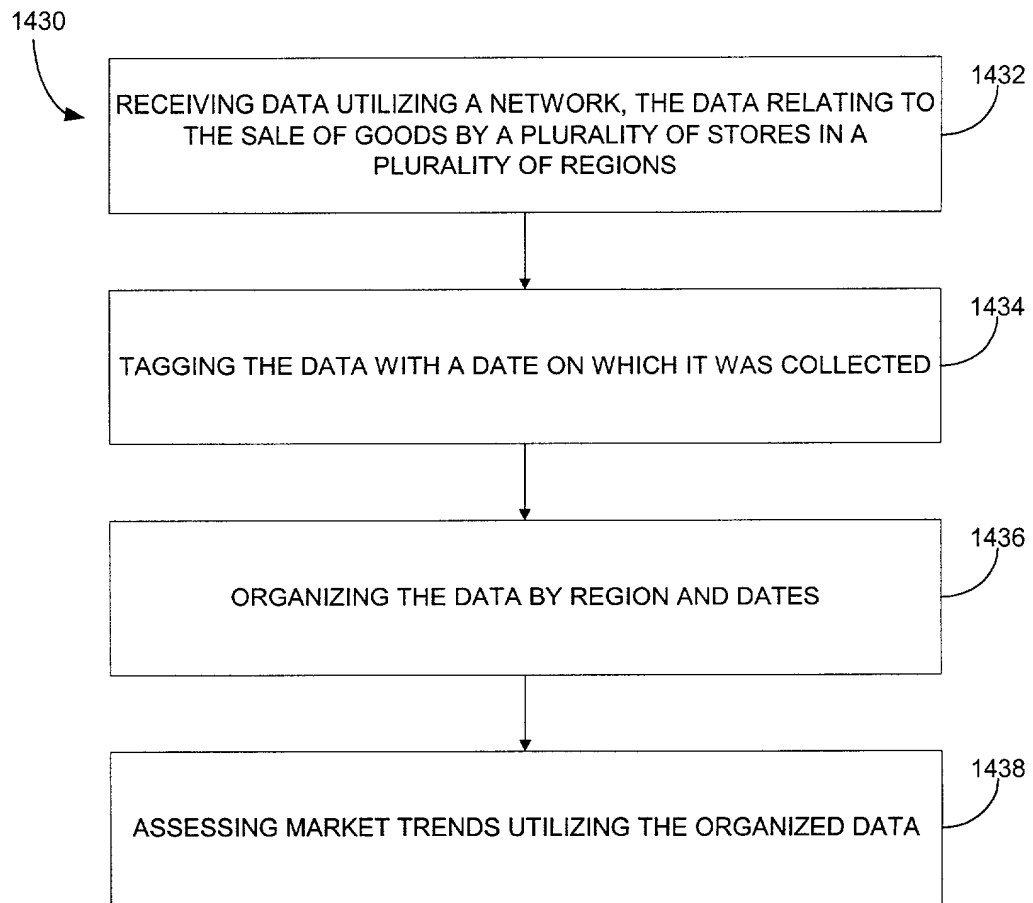 1430
1432
RECEIVING DATA UTILIZING A NETWORK, THE DATA RELATING TO
THE SALE OF GOODS BY A PLURALITY OF STORES IN A
PLURALITY OF REGIONS
1434
TAGGING THE DATA WITH A DATE ON WHICH IT WAS COLLECTED
1436
ORGANIZING THE DATA BY REGION AND DATES
1438
ASSESSING MARKET TRENDS UTILIZING THE ORGANIZED DATA